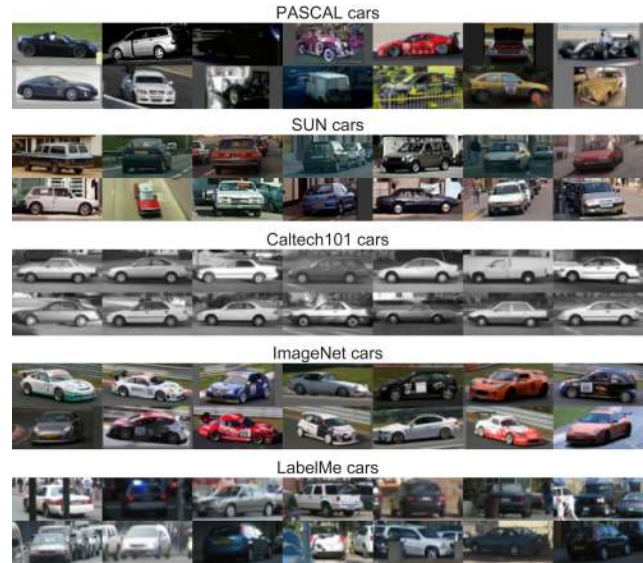 PASCAL cars
SUN cars
Caltech101 cars
ImageNet cars
LabelMe cars